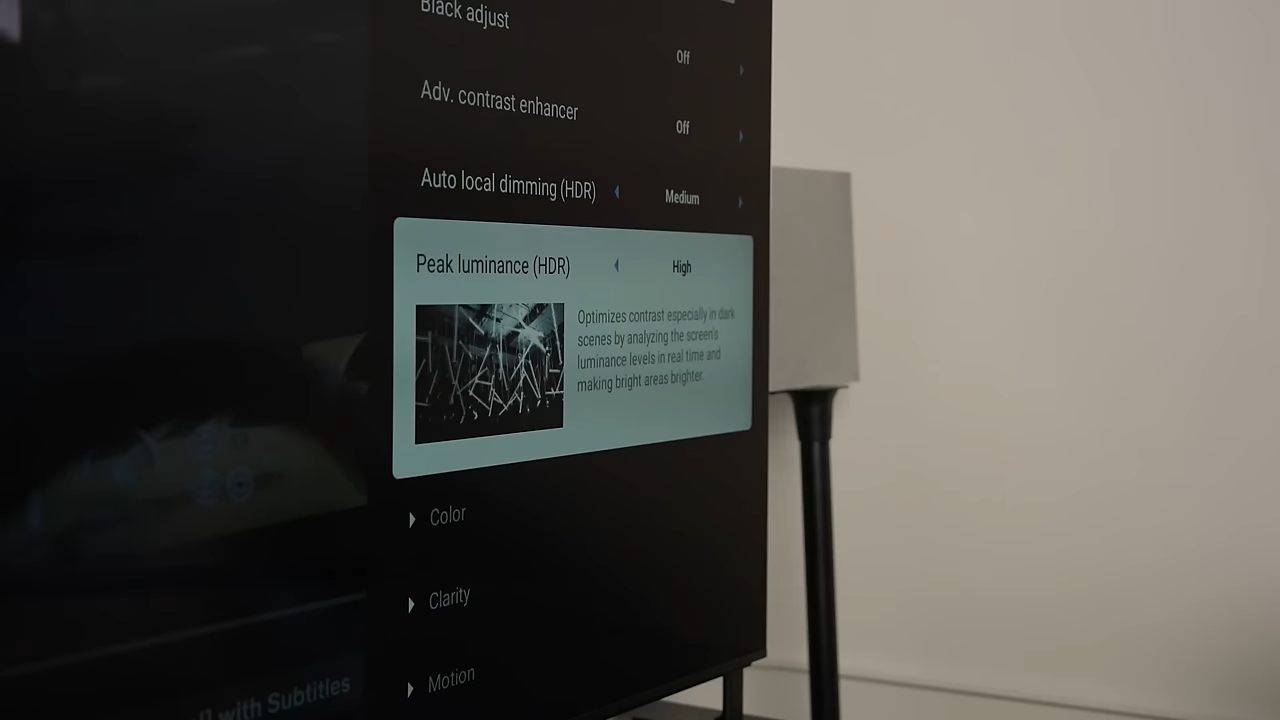 Black adjust
Off
Adv. contrast enhancer
Off
Auto local dimming (HDR)
Medium
Peak luminance (HDR)
High
Optimizes contrast especially in dark
scenes by analyzing the screen's
luminance levels in real time and
making bright areas brighter.
Color
Clarity
Motion
with Subtitles